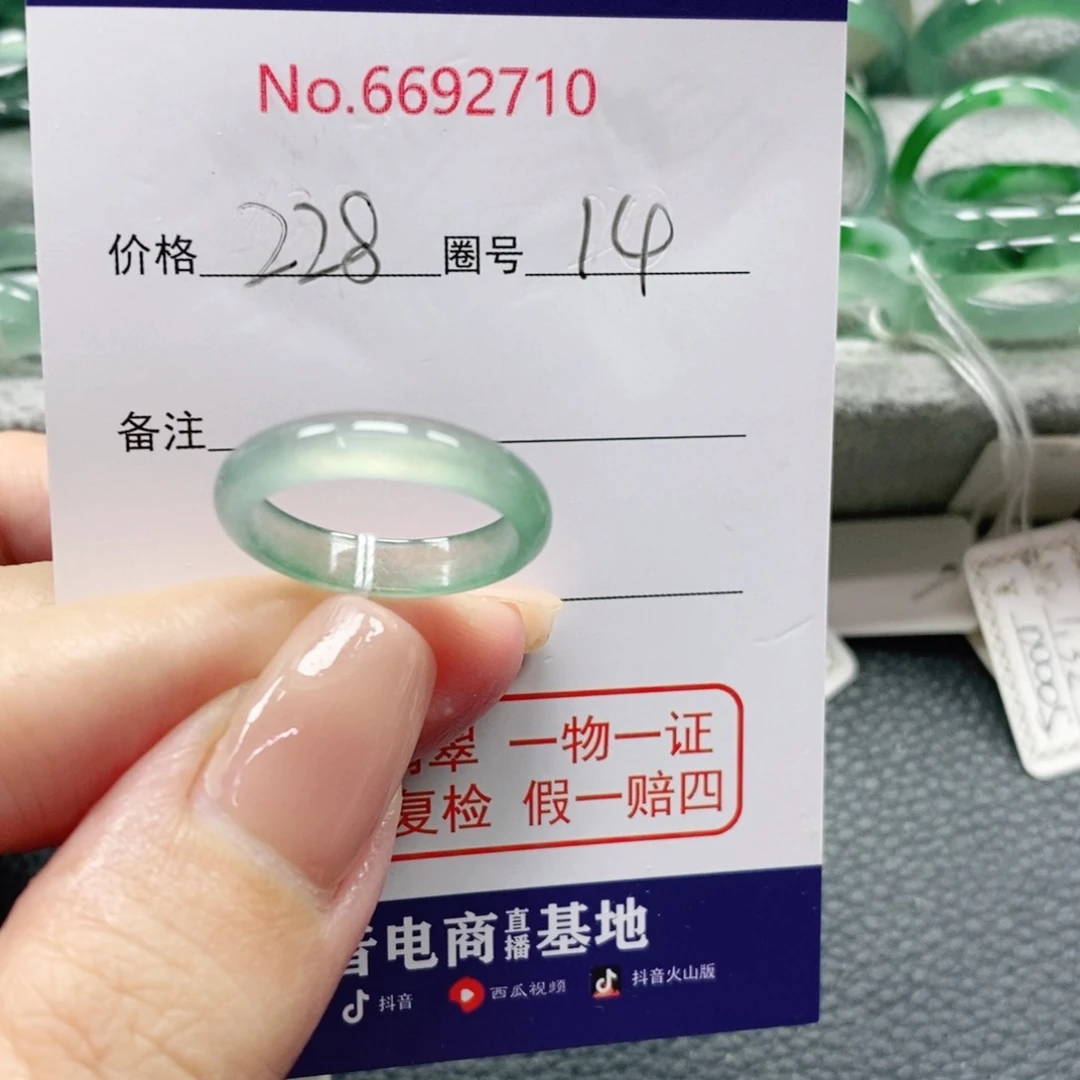 No.6692710
价格 228 圈号 14
备注
翠 一物一证
复检 假一赔四
音电商直播基地
抖音 西瓜视频 抖音火山版